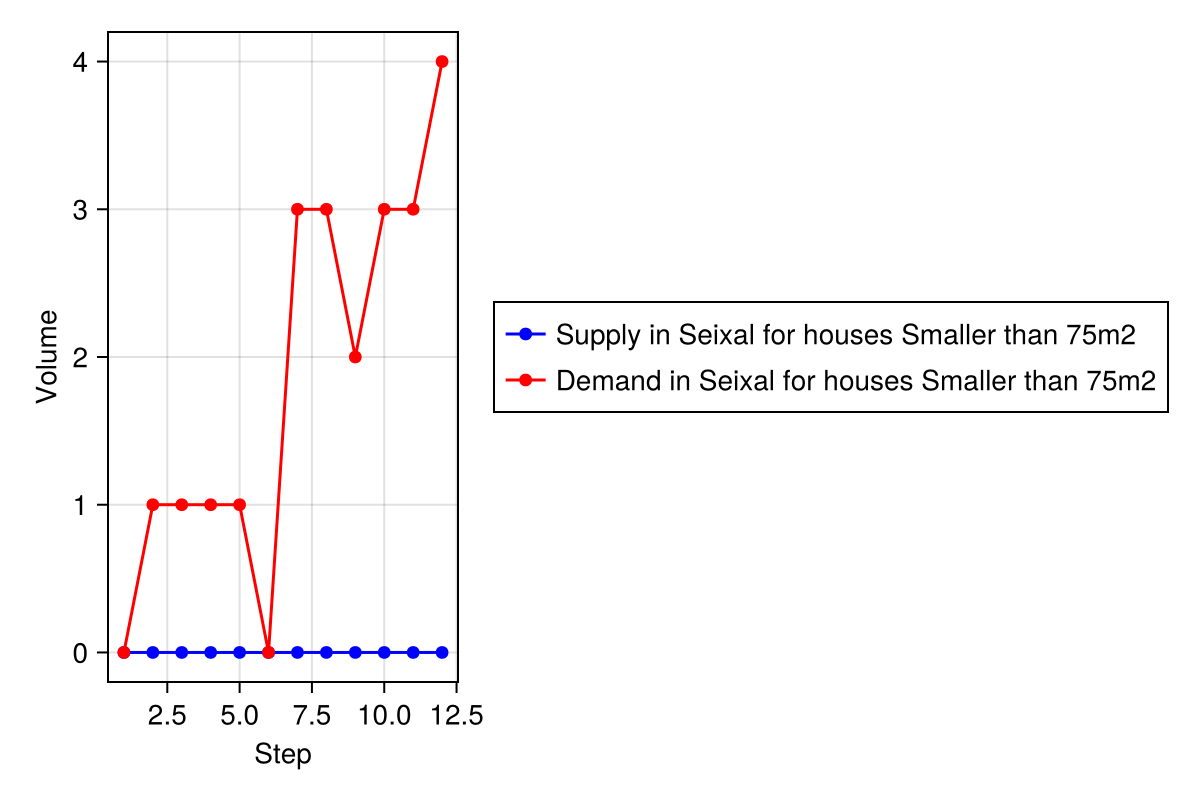 4
3
2
1
0
Volume
2.5 5.0 7.5 10.0 12.5
Step
Supply in Seixal for houses Smaller than 75m2
Demand in Seixal for houses Smaller than 75m2